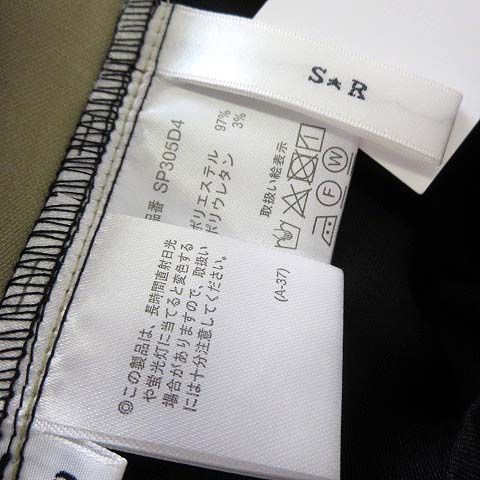 S★R
品番 SP305D4
ポリエステル 97%
ポリウレタン 3%
取扱い絵表示
F W
◎この製品は、長時間直射日光
や蛍光灯に当てると変色する
場合がありますので、取扱い
には十分注意してください。
(A-37)